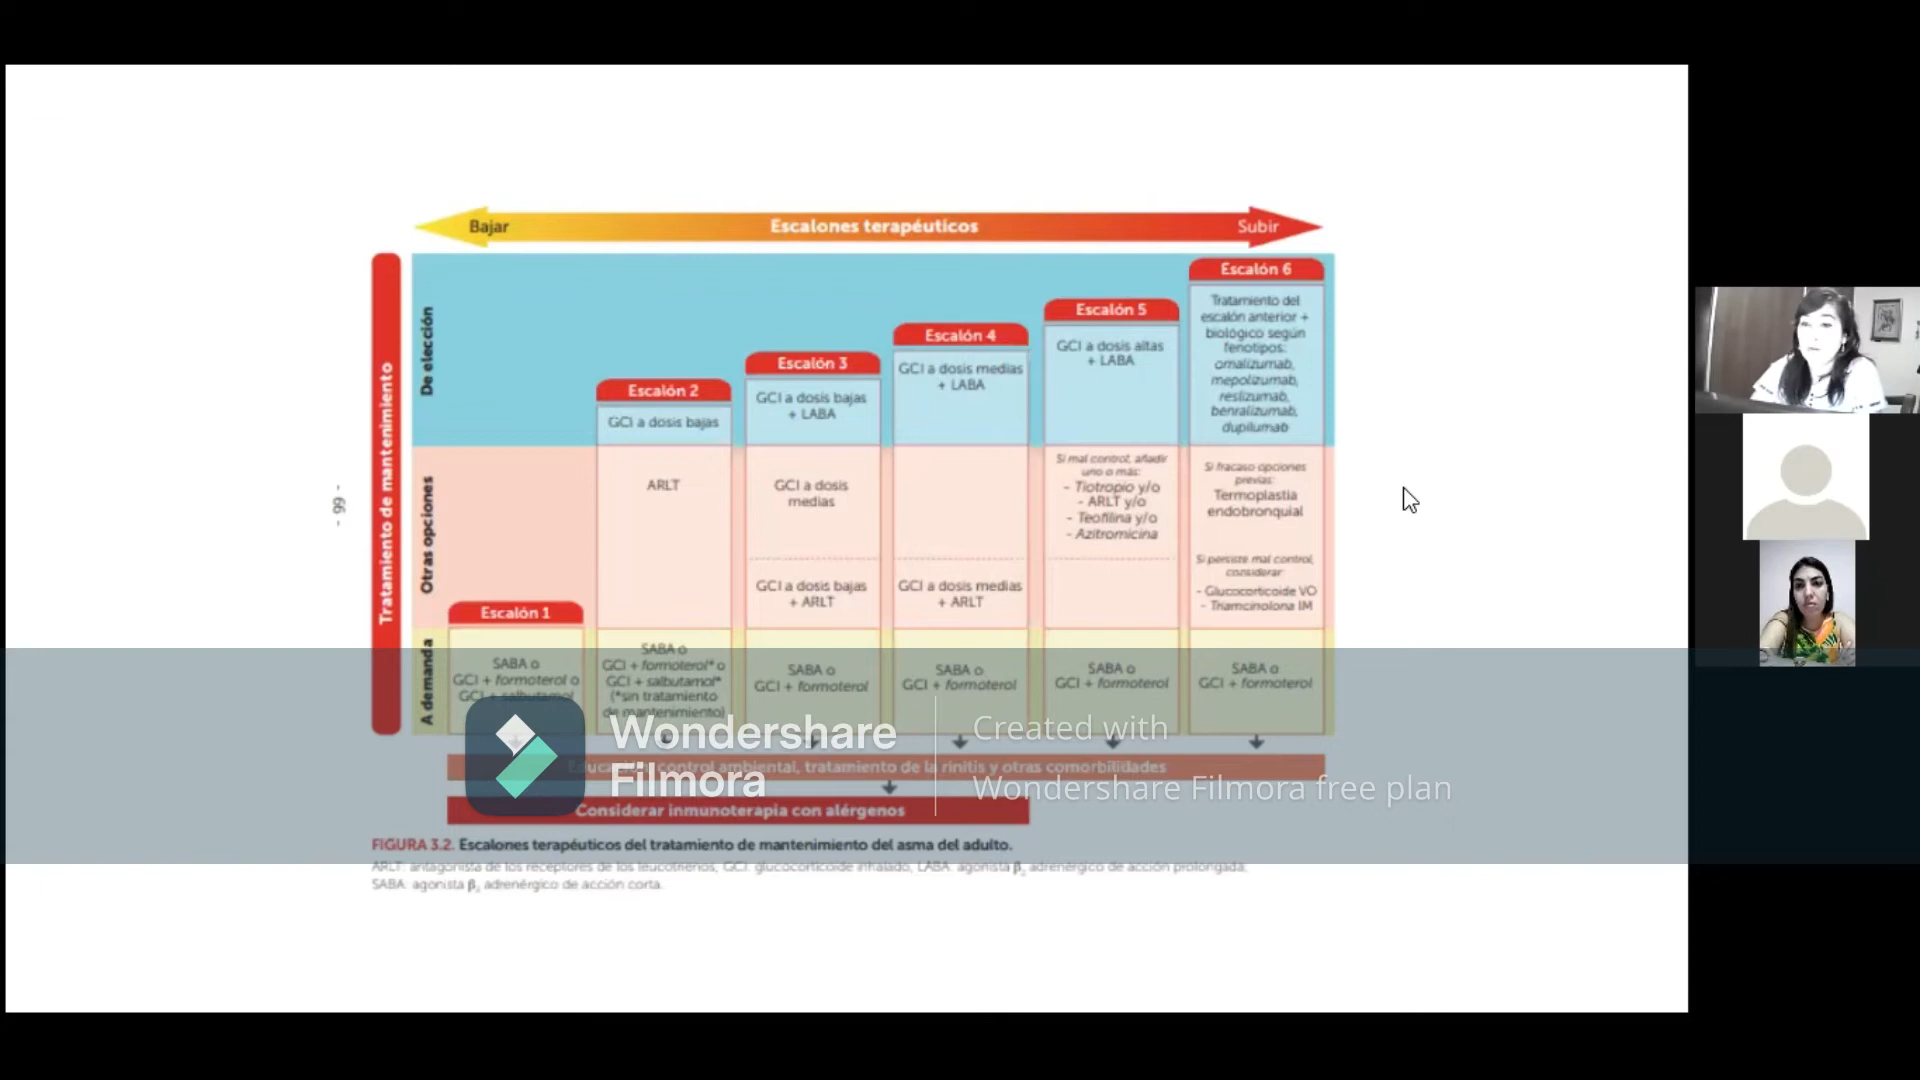 Bajar
Escalones terapéuticos
Subir
Tratamiento de mantenimiento
De elección
Otras opciones
A demanda
- 66 -
Escalón 1
SABA o
GCI + formoterol o
GCI + salbutamol
Escalón 2
GCI a dosis bajas
ARLT
SABA o
GCI + formoterol* o
GCI + salbutamol*
(*sin tratamiento
de mantenimiento)
Escalón 3
GCI a dosis bajas
+ LABA
GCI a dosis
medias
GCI a dosis bajas
+ ARLT
SABA o
GCI + formoterol
Escalón 4
GCI a dosis medias
+ LABA
GCI a dosis medias
+ ARLT
SABA o
GCI + formoterol
Escalón 5
GCI a dosis altas
+ LABA
Si mal control, añadir
uno o más:
- Tiotropio y/o
- ARLT y/o
- Teofilina y/o
- Azitromicina
SABA o
GCI + formoterol
Escalón 6
Tratamiento del
escalón anterior +
biológico según
fenotipos:
omalizumab,
mepolizumab,
reslizumab,
benralizumab,
dupilumab
Si fracaso opciones
previas:
Termoplastia
endobronquial
Si persiste mal control,
considerar:
- Glucocorticoide VO
- Triamcinolona IM
SABA o
GCI + formoterol
Educación, control ambiental, tratamiento de la rinitis y otras comorbilidades
Considerar inmunoterapia con alérgenos
FIGURA 3.2. Escalones terapéuticos del tratamiento de mantenimiento del asma del adulto.
ARLT: antagonista de los receptores de los leucotrienos; GCI: glucocorticoide inhalado; LABA: agonista β₂ adrenérgico de acción prolongada;
SABA: agonista β₂ adrenérgico de acción corta.
Wondershare
Filmora
Created with
Wondershare Filmora free plan